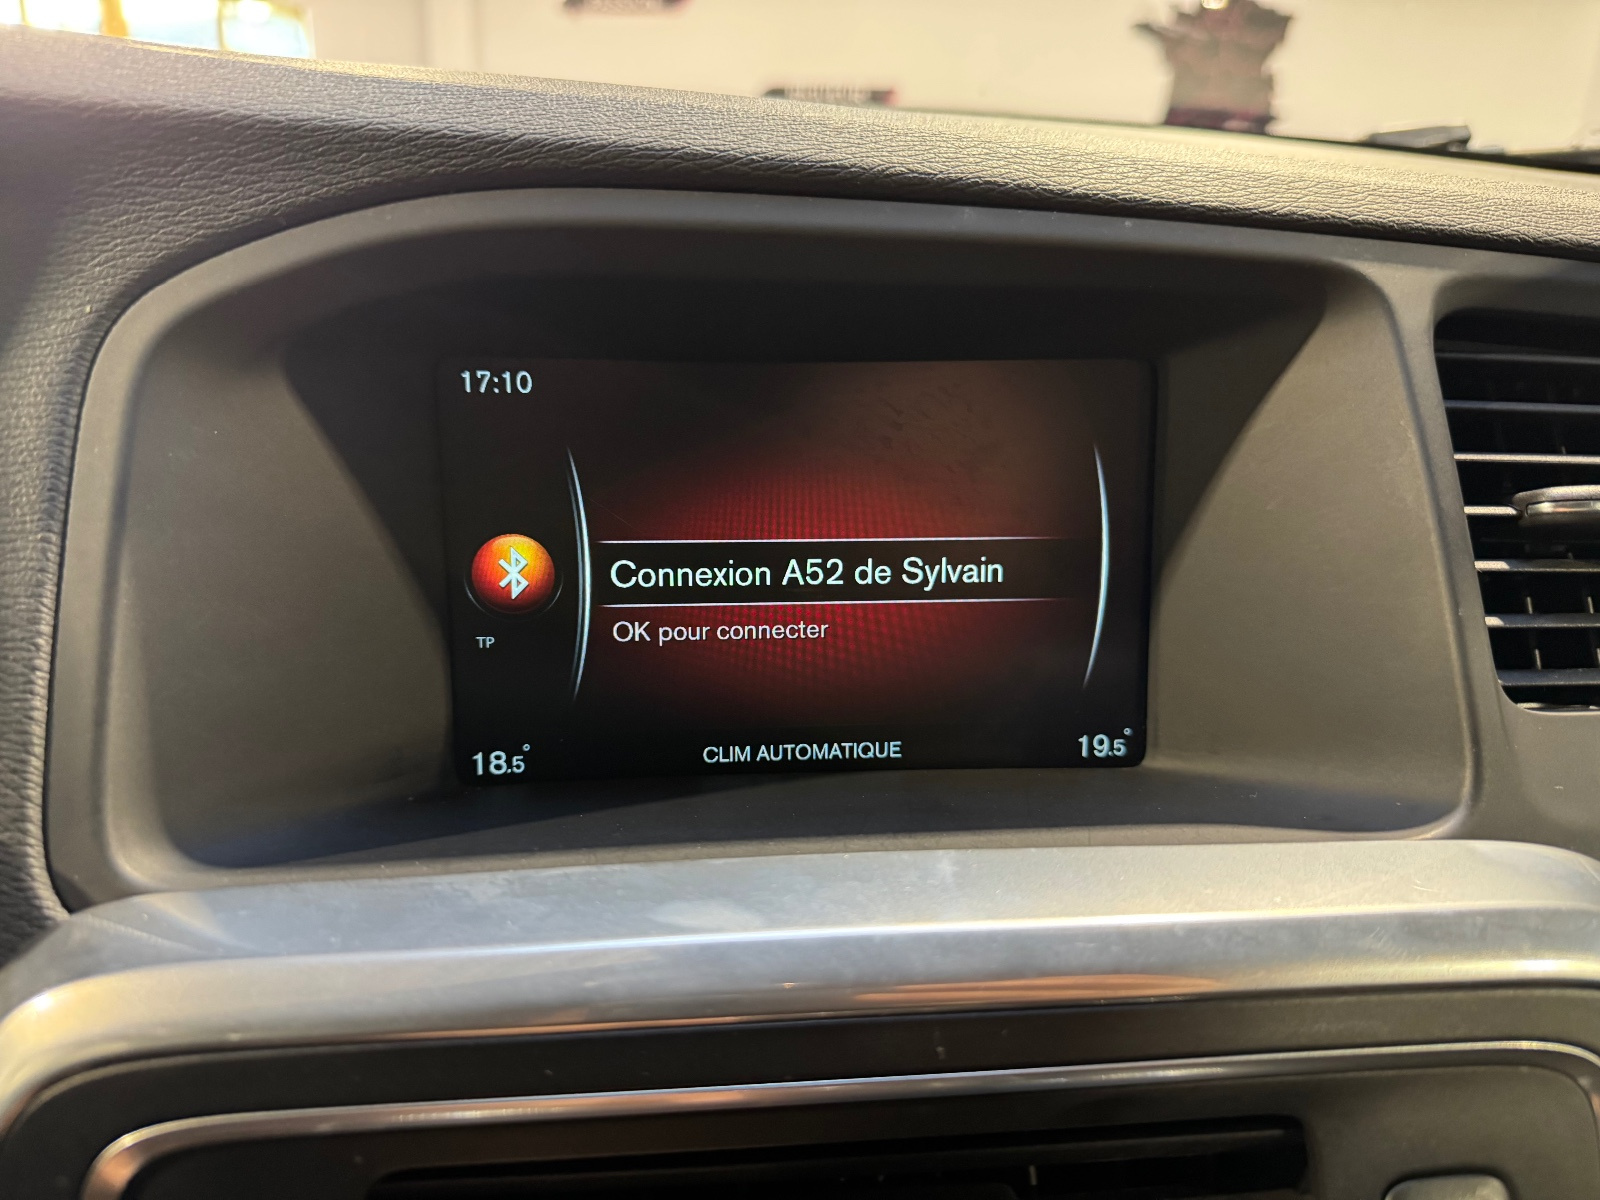 17:10
Connexion A52 de Sylvain
OK pour connecter
TP
18.5°
CLIM AUTOMATIQUE
19.5°